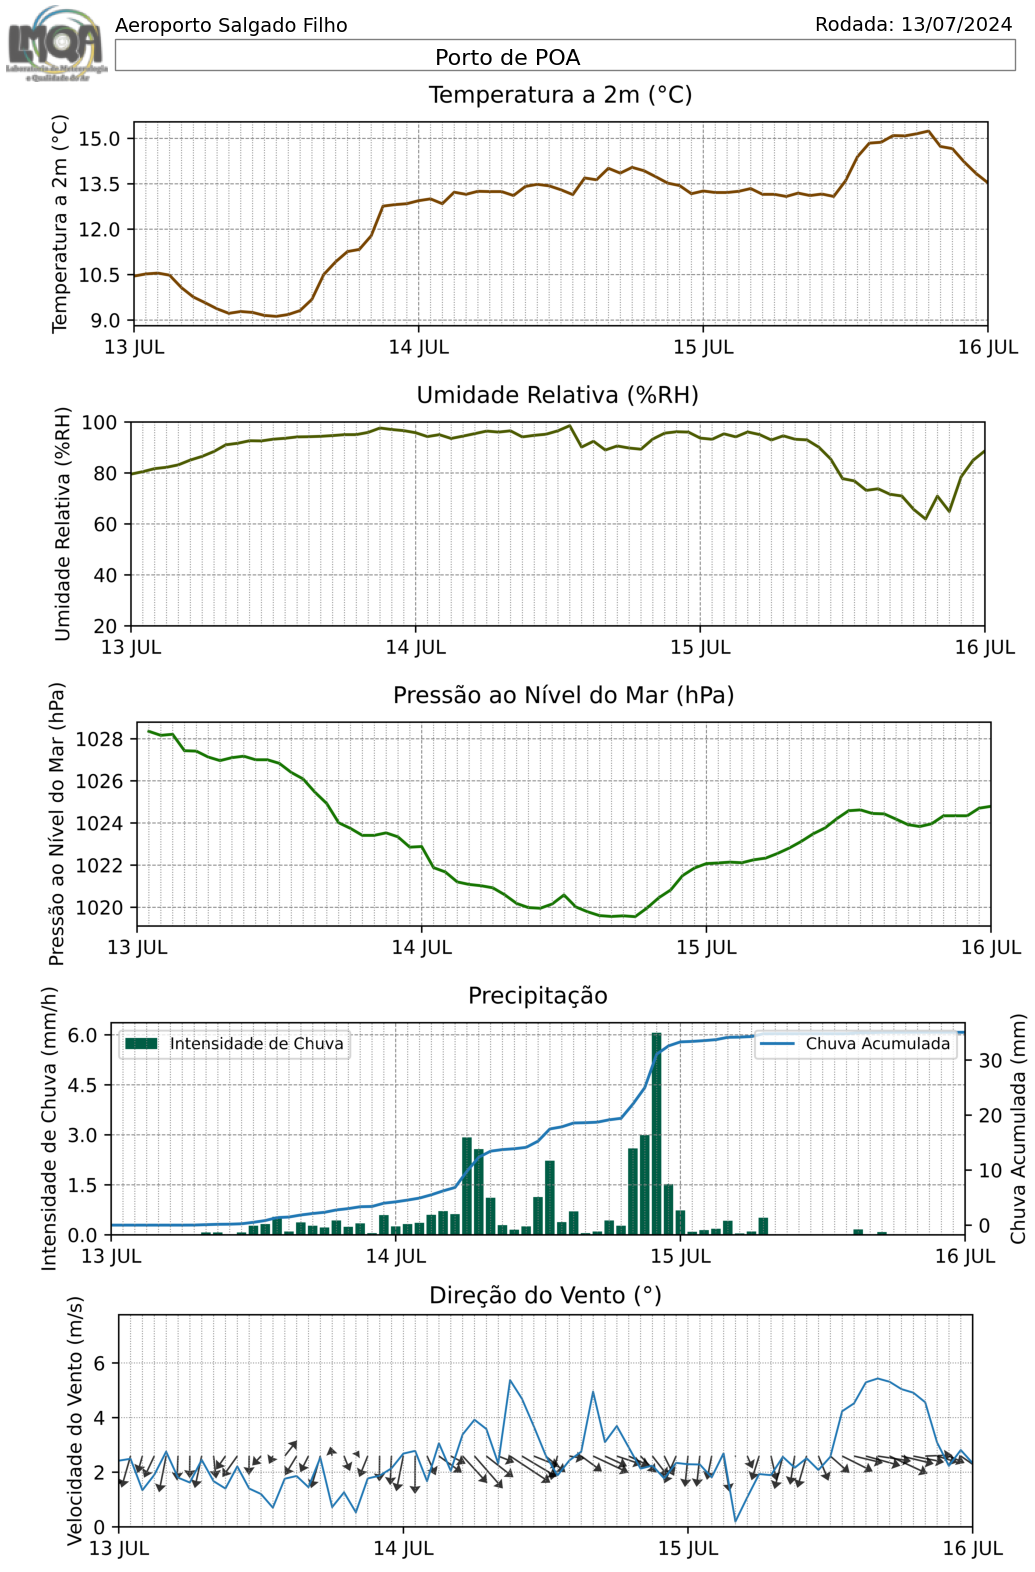 LMQA
Laboratório de Meteorologia
e Qualidade do Ar
Aeroporto Salgado Filho
Rodada: 13/07/2024
Porto de POA
Temperatura a 2m (°C)
Temperatura a 2m (°C)
15.0
13.5
12.0
10.5
9.0
13 JUL
14 JUL
15 JUL
16 JUL
Umidade Relativa (%RH)
Umidade Relativa (%RH)
100
80
60
40
20
13 JUL
14 JUL
15 JUL
16 JUL
Pressão ao Nível do Mar (hPa)
Pressão ao Nível do Mar (hPa)
1028
1026
1024
1022
1020
13 JUL
14 JUL
15 JUL
16 JUL
Precipitação
Intensidade de Chuva (mm/h)
6.0
4.5
3.0
1.5
0.0
Intensidade de Chuva
Chuva Acumulada
30
20
10
0
Chuva Acumulada (mm)
13 JUL
14 JUL
15 JUL
16 JUL
Direção do Vento (°)
Velocidade do Vento (m/s)
6
4
2
0
13 JUL
14 JUL
15 JUL
16 JUL